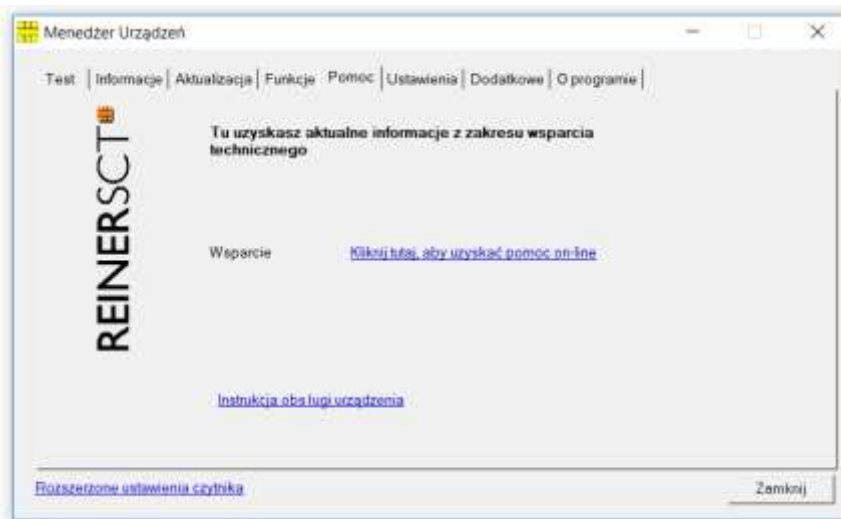 Menedżer Urządzeń
Test Informacje Aktualizacja Funkcje Pomoc Ustawienia Dodatkowe O programie
REINERSCT
Tu uzyskasz aktualne informacje z zakresu wsparcia
technicznego
Wsparcie Kliknij tutaj, aby uzyskać pomoc on-line
Instrukcja obsługi urządzenia
Rozszerzone ustawienia czytnika
Zamknij